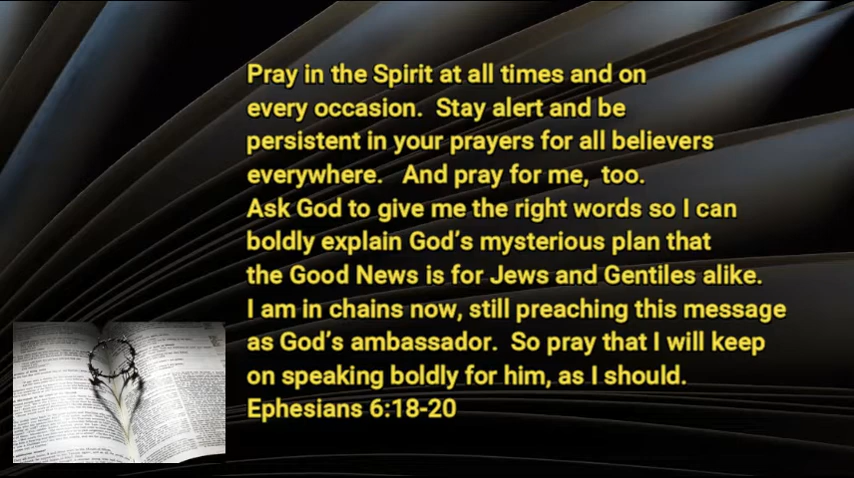 Pray in the Spirit at all times and on
every occasion.  Stay alert and be
persistent in your prayers for all believers
everywhere.   And pray for me,  too.
Ask God to give me the right words so I can
boldly explain God's mysterious plan that
the Good News is for Jews and Gentiles alike.
I am in chains now, still preaching this message
as God's ambassador.  So pray that I will keep
on speaking boldly for him, as I should.
Ephesians 6:18-20